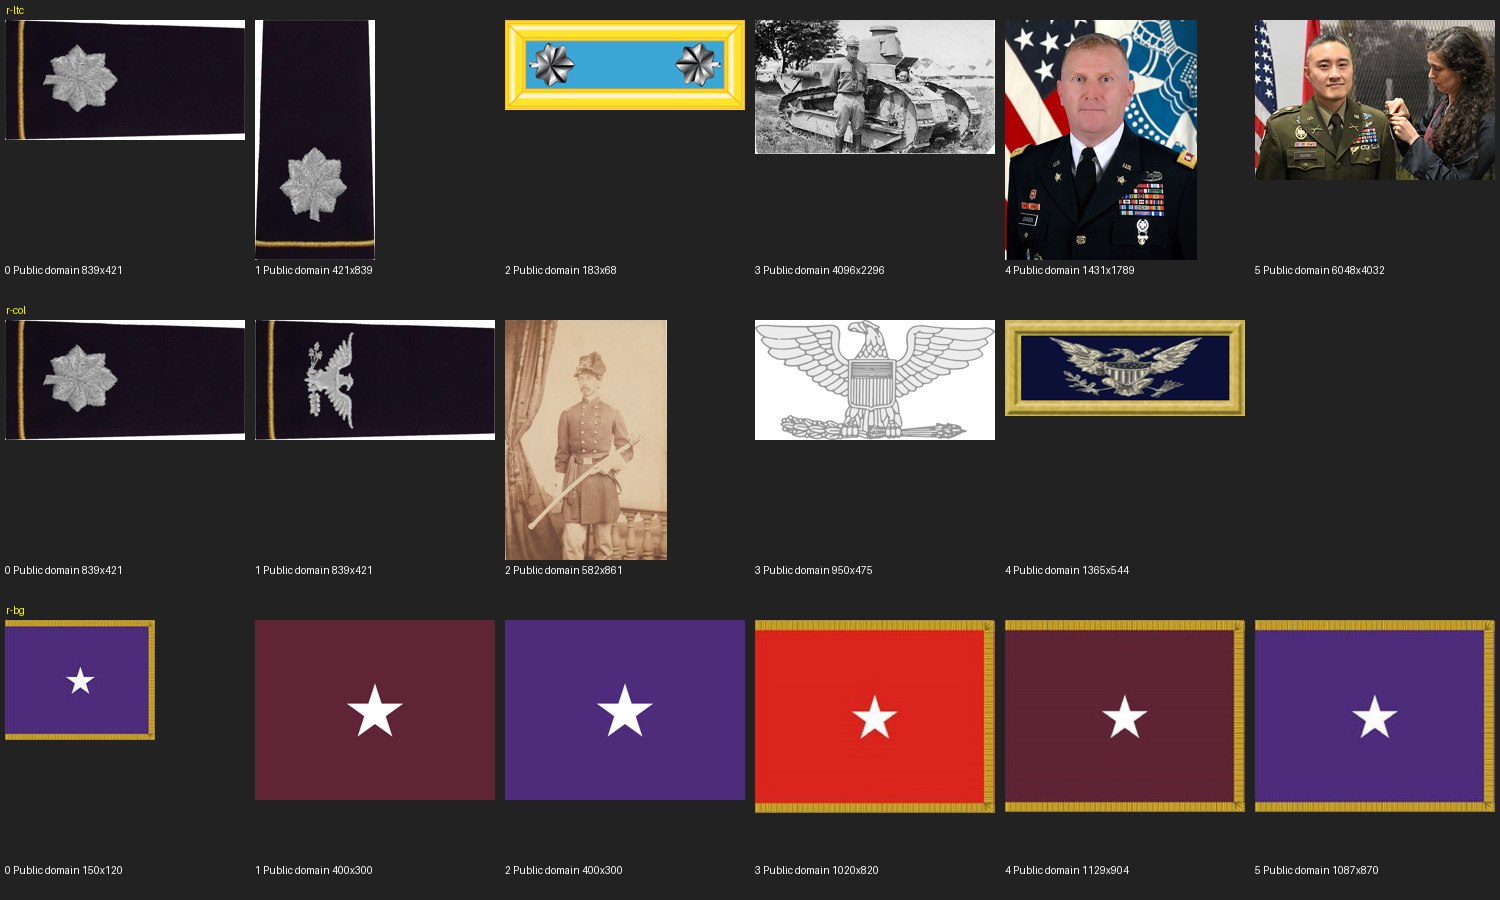 r-ltc
0 Public domain 839x421
1 Public domain 421x839
2 Public domain 183x68
3 Public domain 4096x2296
4 Public domain 1431x1789
5 Public domain 6048x4032
r-col
0 Public domain 839x421
1 Public domain 839x421
2 Public domain 582x861
3 Public domain 950x475
4 Public domain 1365x544
r-bg
0 Public domain 150x120
1 Public domain 400x300
2 Public domain 400x300
3 Public domain 1020x820
4 Public domain 1129x904
5 Public domain 1087x870